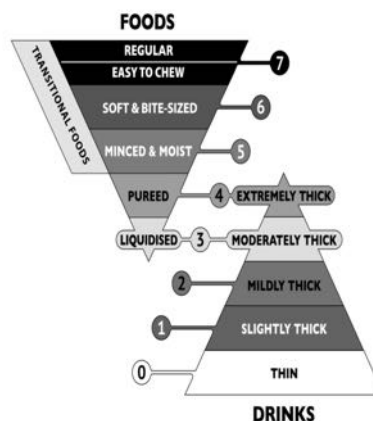 FOODS
REGULAR
EASY TO CHEW
7
TRANSITIONAL FOODS
SOFT & BITE-SIZED
6
MINCED & MOIST
5
PUREED
4
EXTREMELY THICK
LIQUIDISED
3
MODERATELY THICK
2
MILDLY THICK
1
SLIGHTLY THICK
0
THIN
DRINKS